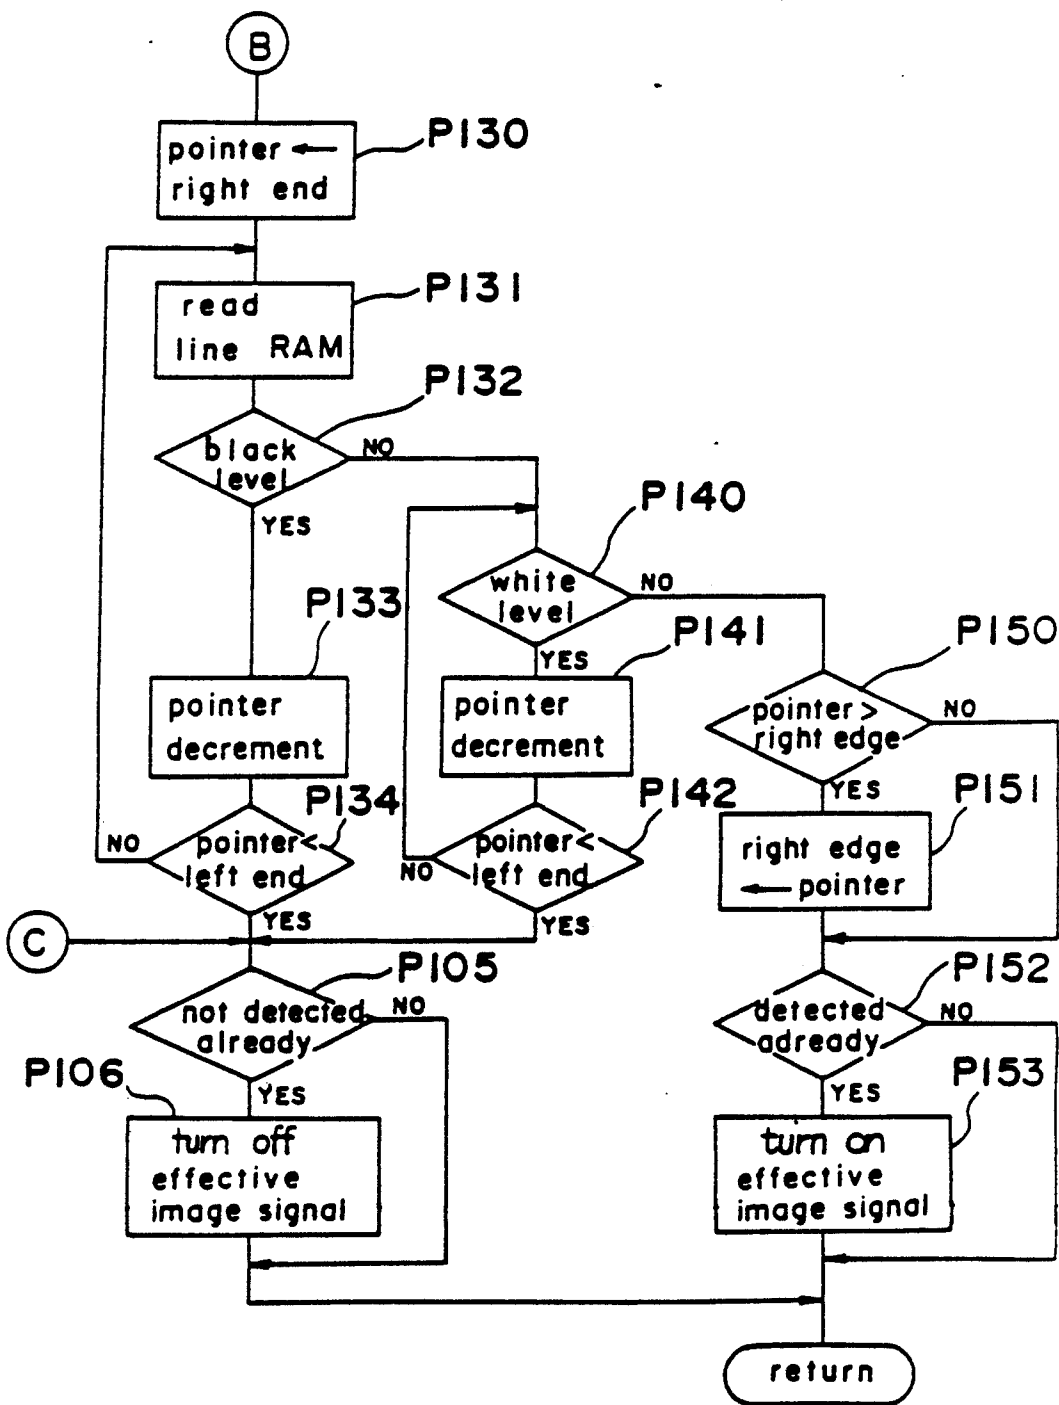 B
pointer ←
right end
P130
read
line RAM
P131
black
level
P132
NO
YES
white
level
P140
NO
YES
pointer
decrement
P133
pointer
decrement
P141
pointer >
right edge
P150
NO
YES
pointer <
left end
P134
NO
YES
pointer <
left end
P142
NO
YES
right edge
← pointer
P151
C
not detected
already
P105
NO
YES
detected
adready
P152
NO
YES
turn off
effective
image signal
P106
turn on
effective
image signal
P153
return